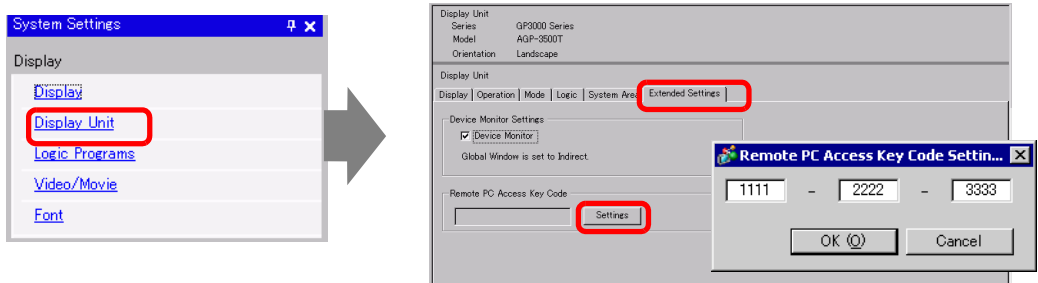 System Settings
Display
Display
Display Unit
Logic Programs
Video/Movie
Font
Display Unit
Series GP3000 Series
Model AGP-3500T
Orientation Landscape
Display Unit
Display Operation Mode Logic System Area Extended Settings
Device Monitor Settings
Device Monitor
Global Window is set to Indirect.
Remote PC Access Key Code
Settings
Remote PC Access Key Code Settin...
1111 - 2222 - 3333
OK (O) Cancel